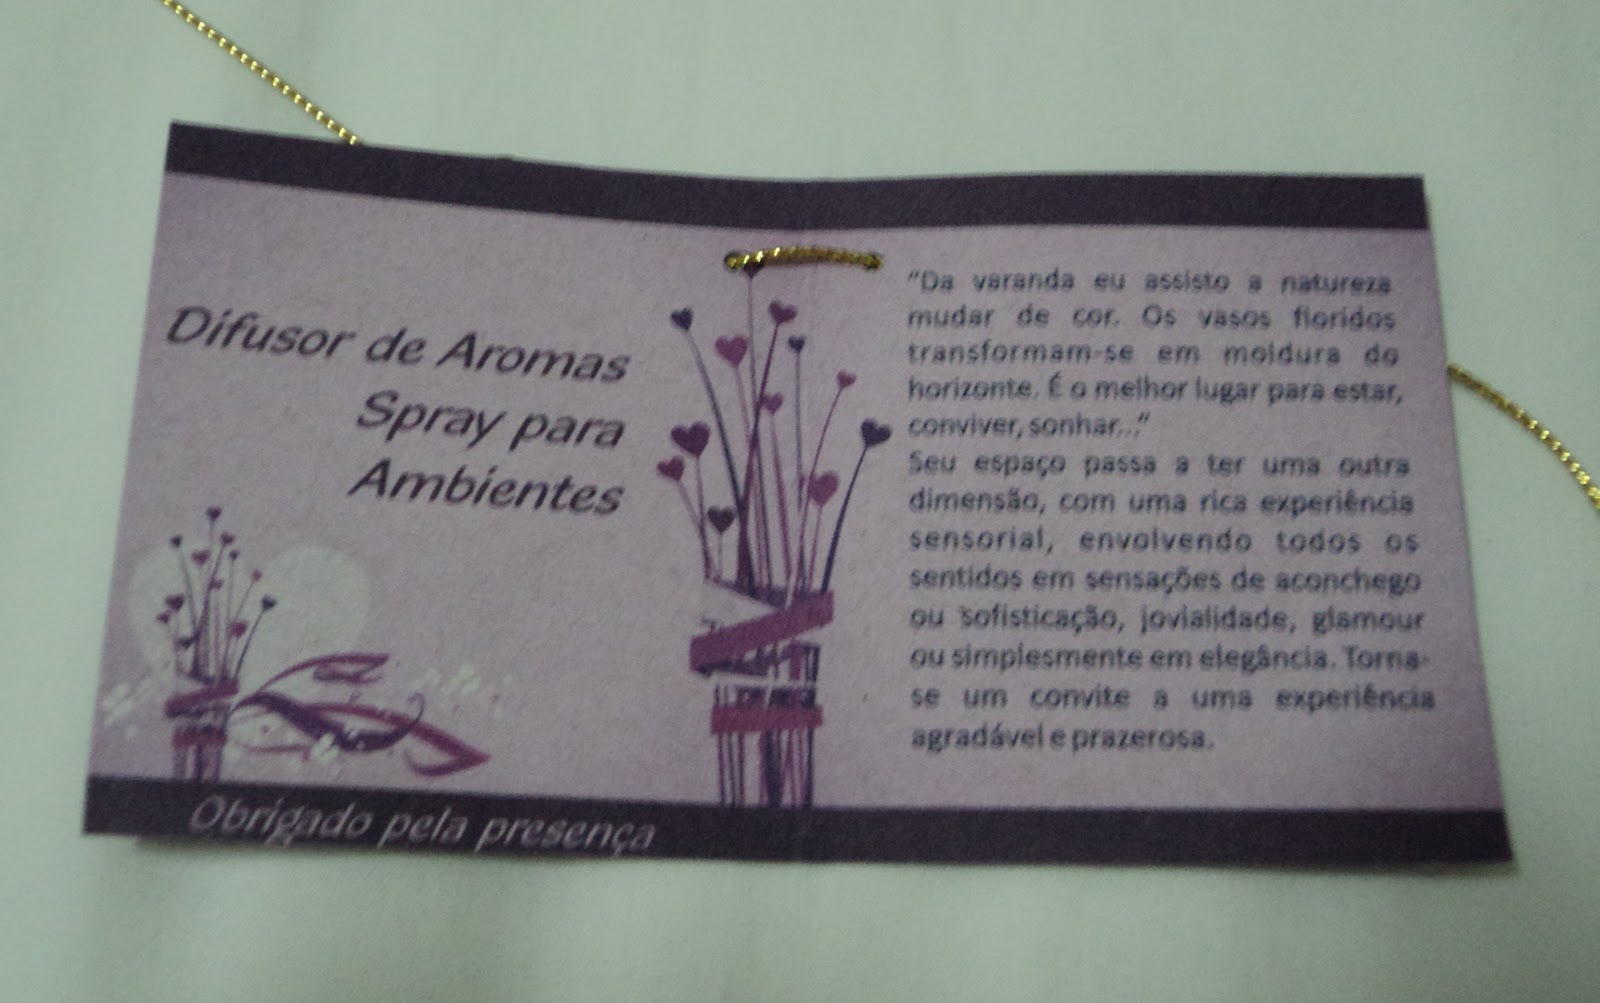 Difusor de Aromas
Spray para
Ambientes
Obrigado pela presença
"Da varanda eu assisto a natureza
mudar de cor. Os vasos floridos
transformam-se em moldura do
horizonte. É o melhor lugar para estar,
conviver, sonhar..."
Seu espaço passa a ter uma outra
dimensão, com uma rica experiência
sensorial, envolvendo todos os
sentidos em sensações de aconchego
ou sofisticação, jovialidade, glamour
ou simplesmente em elegância. Torna-
se um convite a uma experiência
agradável e prazerosa.